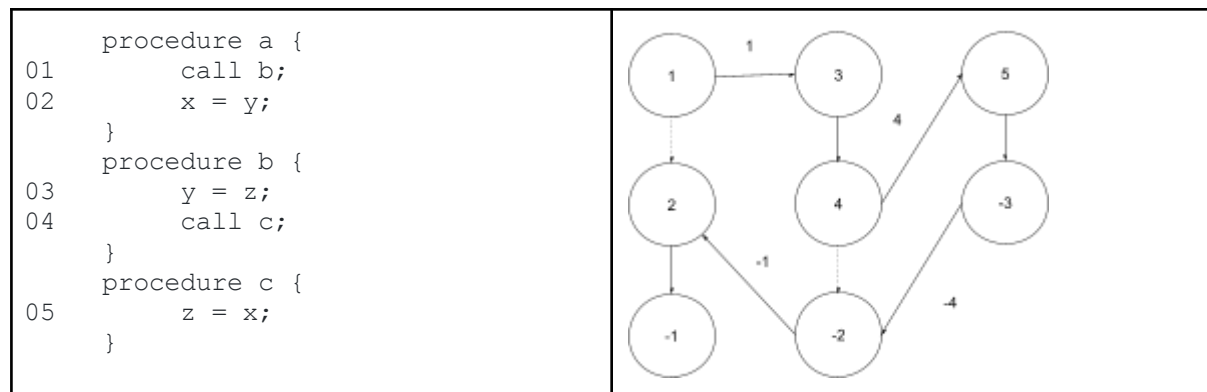 procedure a {
01 call b;
02 x = y;
}
procedure b {
03 y = z;
04 call c;
}
procedure c {
05 z = x;
}
1
1 3 5
4
2 4 -3
-1
-4
-1 -2